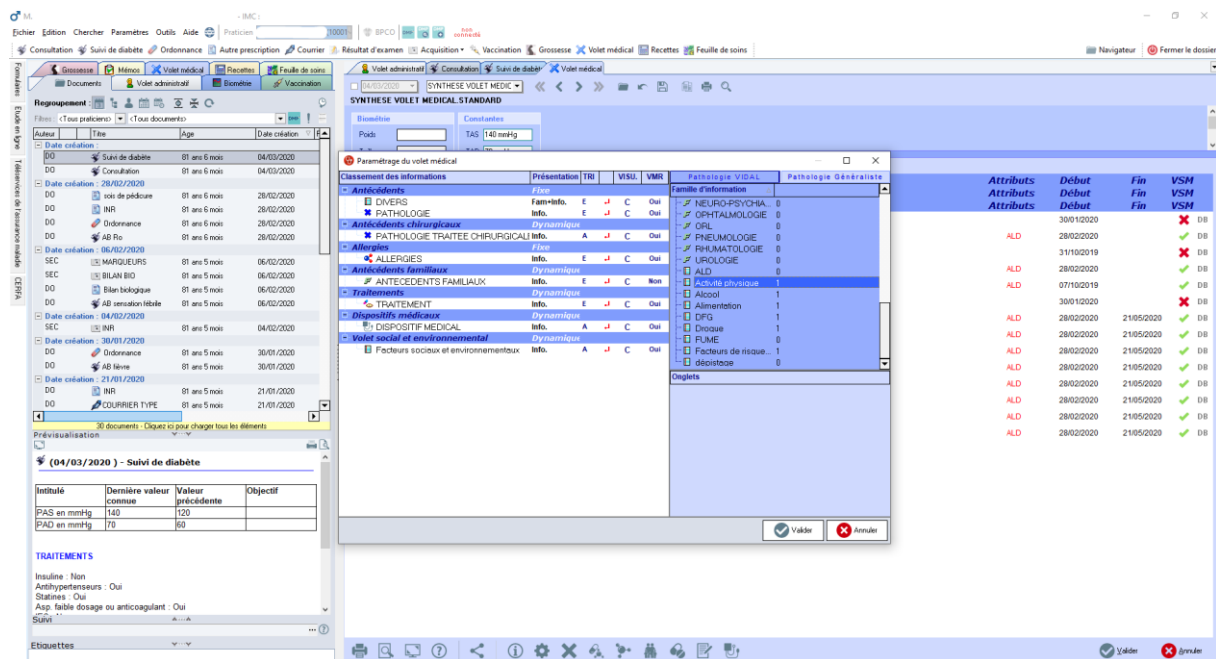 M. - IMC :
Fichier Edition Chercher Paramètres Outils Aide Praticien 10001- BPCO non connecté
Consultation Suivi de diabète Ordonnance Autre prescription Courrier Résultat d'examen Acquisition Vaccination Grossesse Volet médical Recettes Feuille de soins Navigateur Fermer le dossier
Formulaires
Etude en ligne
Téléservices de l'assurance maladie
CERFA
Grossesse Mémos Volet médical Recettes Feuille de soins
Documents Volet administratif Biométrie Vaccination
Regroupement :
Filtres : <Tous praticiens> <Tous documents>
Auteur Titre Age Date création
Date création :
DO Suivi de diabète 81 ans 6 mois 04/03/2020
DO Consultation 81 ans 6 mois 04/03/2020
Date création : 28/02/2020
DO sois de pédicure 81 ans 6 mois 28/02/2020
DO INR 81 ans 6 mois 28/02/2020
DO Ordonnance 81 ans 6 mois 28/02/2020
DO AB Ro 81 ans 6 mois 28/02/2020
Date création : 06/02/2020
SEC MARQUEURS 81 ans 5 mois 06/02/2020
SEC BILAN BIO 81 ans 5 mois 06/02/2020
DO Bilan biologique 81 ans 5 mois 06/02/2020
DO AB sensation fébrile 81 ans 5 mois 06/02/2020
Date création : 04/02/2020
SEC INR 81 ans 5 mois 04/02/2020
Date création : 30/01/2020
DO Ordonnance 81 ans 5 mois 30/01/2020
DO AB fièvre 81 ans 5 mois 30/01/2020
Date création : 21/01/2020
DO INR 81 ans 5 mois 21/01/2020
DO COURRIER TYPE 81 ans 5 mois 21/01/2020
30 documents - Cliquez ici pour charger tous les éléments
Prévisualisation
(04/03/2020 ) - Suivi de diabète
Intitulé Dernière valeur connue Valeur précédente Objectif
PAS en mmHg 140 120
PAD en mmHg 70 60
TRAITEMENTS
Insuline : Non
Antihypertenseurs : Oui
Statines : Oui
Asp. faible dosage ou anticoagulant : Oui
Suivi
Etiquettes
Volet administratif Consultation Suivi de diabèt Volet médical
04/03/2020 SYNTHESE VOLET MEDIC
SYNTHESE VOLET MEDICAL.STANDARD
Biométrie Constantes
Poids TAS 140 mmHg
Paramétrage du volet médical
Classement des informations Présentation TRI VISU. VMR
Antécédents Fixe
DIVERS Fam+Info. E C Oui
PATHOLOGIE Info. E C Oui
Antécédents chirurgicaux Dynamique
PATHOLOGIE TRAITEE CHIRURGICALE Info. A C Oui
Allergies Fixe
ALLERGIES Info. E C Oui
Antécédents familiaux Dynamique
ANTECEDENTS FAMILIAUX Info. E C Non
Traitements Dynamique
TRAITEMENT Info. E C Oui
Dispositifs médicaux Dynamique
DISPOSITIF MEDICAL Info. A C Oui
Volet social et environnemental Dynamique
Facteurs sociaux et environnementaux Info. A C Oui
Pathologie VIDAL Pathologie Généraliste
Famille d'information
NEURO-PSYCHIA... 0
OPHTALMOLOGIE 0
ORL 0
PNEUMOLOGIE 0
RHUMATOLOGIE 0
UROLOGIE 0
ALD 0
Activité physique 1
Alcool 1
Alimentation 1
DFG 1
Drogue 1
FUME 0
Facteurs de risque... 1
dépistage 0
Onglets
Valider Annuler
Attributs Début Fin VSM
Attributs Début Fin VSM
Attributs Début Fin VSM
30/01/2020 DB
ALD 28/02/2020 DB
31/10/2019 DB
ALD 28/02/2020 DB
ALD 07/10/2019 DB
30/01/2020 DB
ALD 28/02/2020 21/05/2020 DB
ALD 28/02/2020 21/05/2020 DB
ALD 28/02/2020 21/05/2020 DB
ALD 28/02/2020 21/05/2020 DB
ALD 28/02/2020 21/05/2020 DB
ALD 28/02/2020 21/05/2020 DB
ALD 28/02/2020 21/05/2020 DB
ALD 28/02/2020 21/05/2020 DB
Valider Annuler